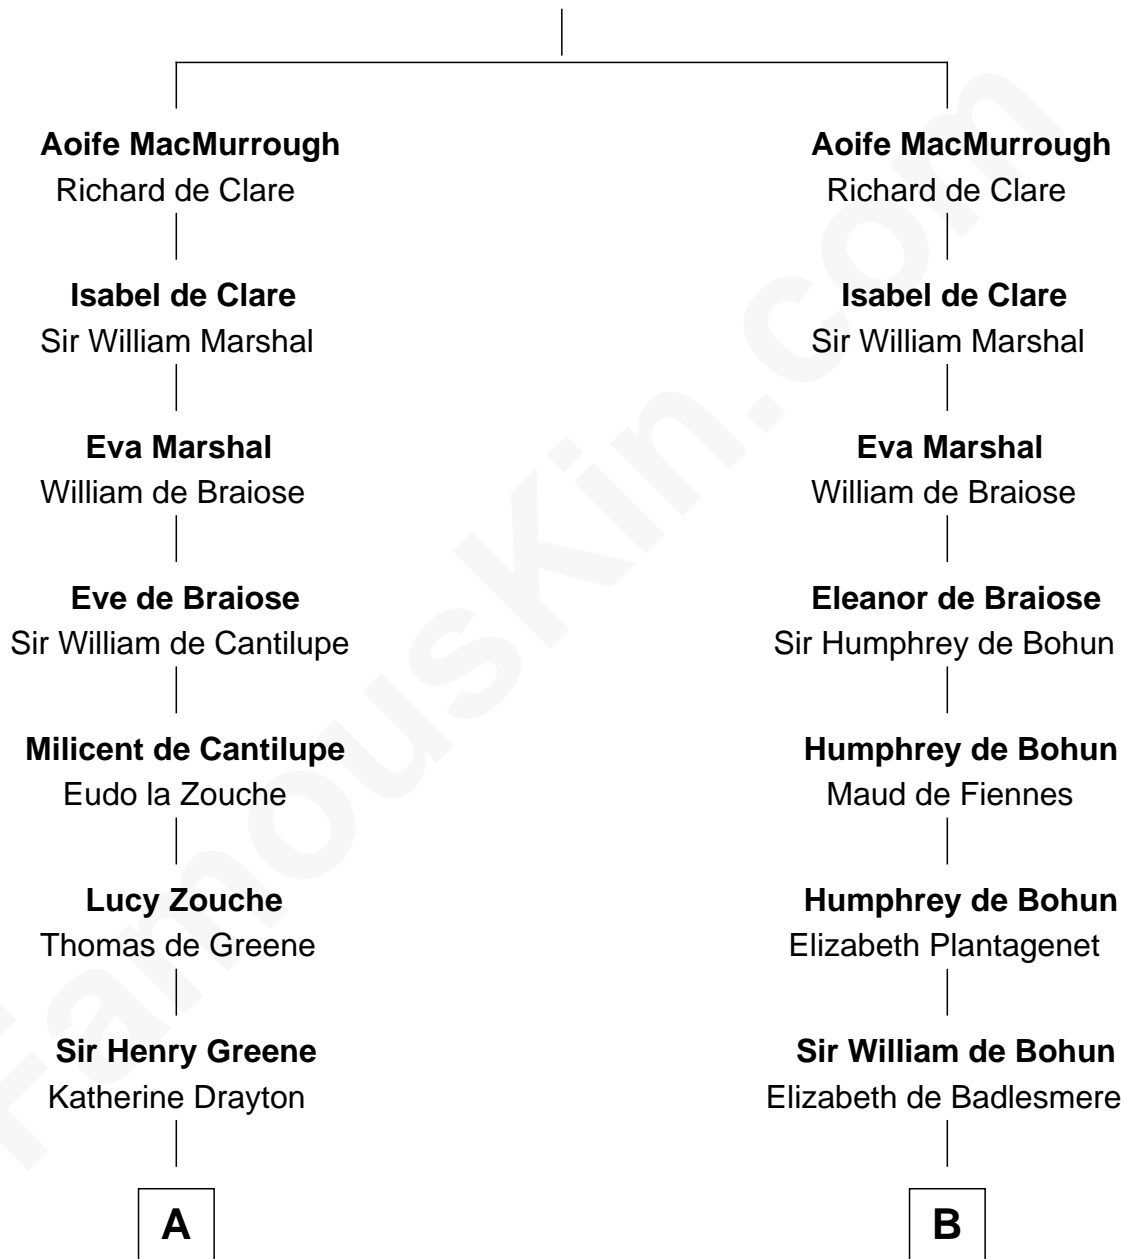 Aoife MacMurrough
Richard de Clare
Isabel de Clare
Sir William Marshal
Eva Marshal
William de Braiose
Eve de Braiose
Sir William de Cantilupe
Milicent de Cantilupe
Eudo la Zouche
Lucy Zouche
Thomas de Greene
Sir Henry Greene
Katherine Drayton
A
Aoife MacMurrough
Richard de Clare
Isabel de Clare
Sir William Marshal
Eva Marshal
William de Braiose
Eleanor de Braiose
Sir Humphrey de Bohun
Humphrey de Bohun
Maud de Fiennes
Humphrey de Bohun
Elizabeth Plantagenet
Sir William de Bohun
Elizabeth de Badlesmere
B
FamousKin.com